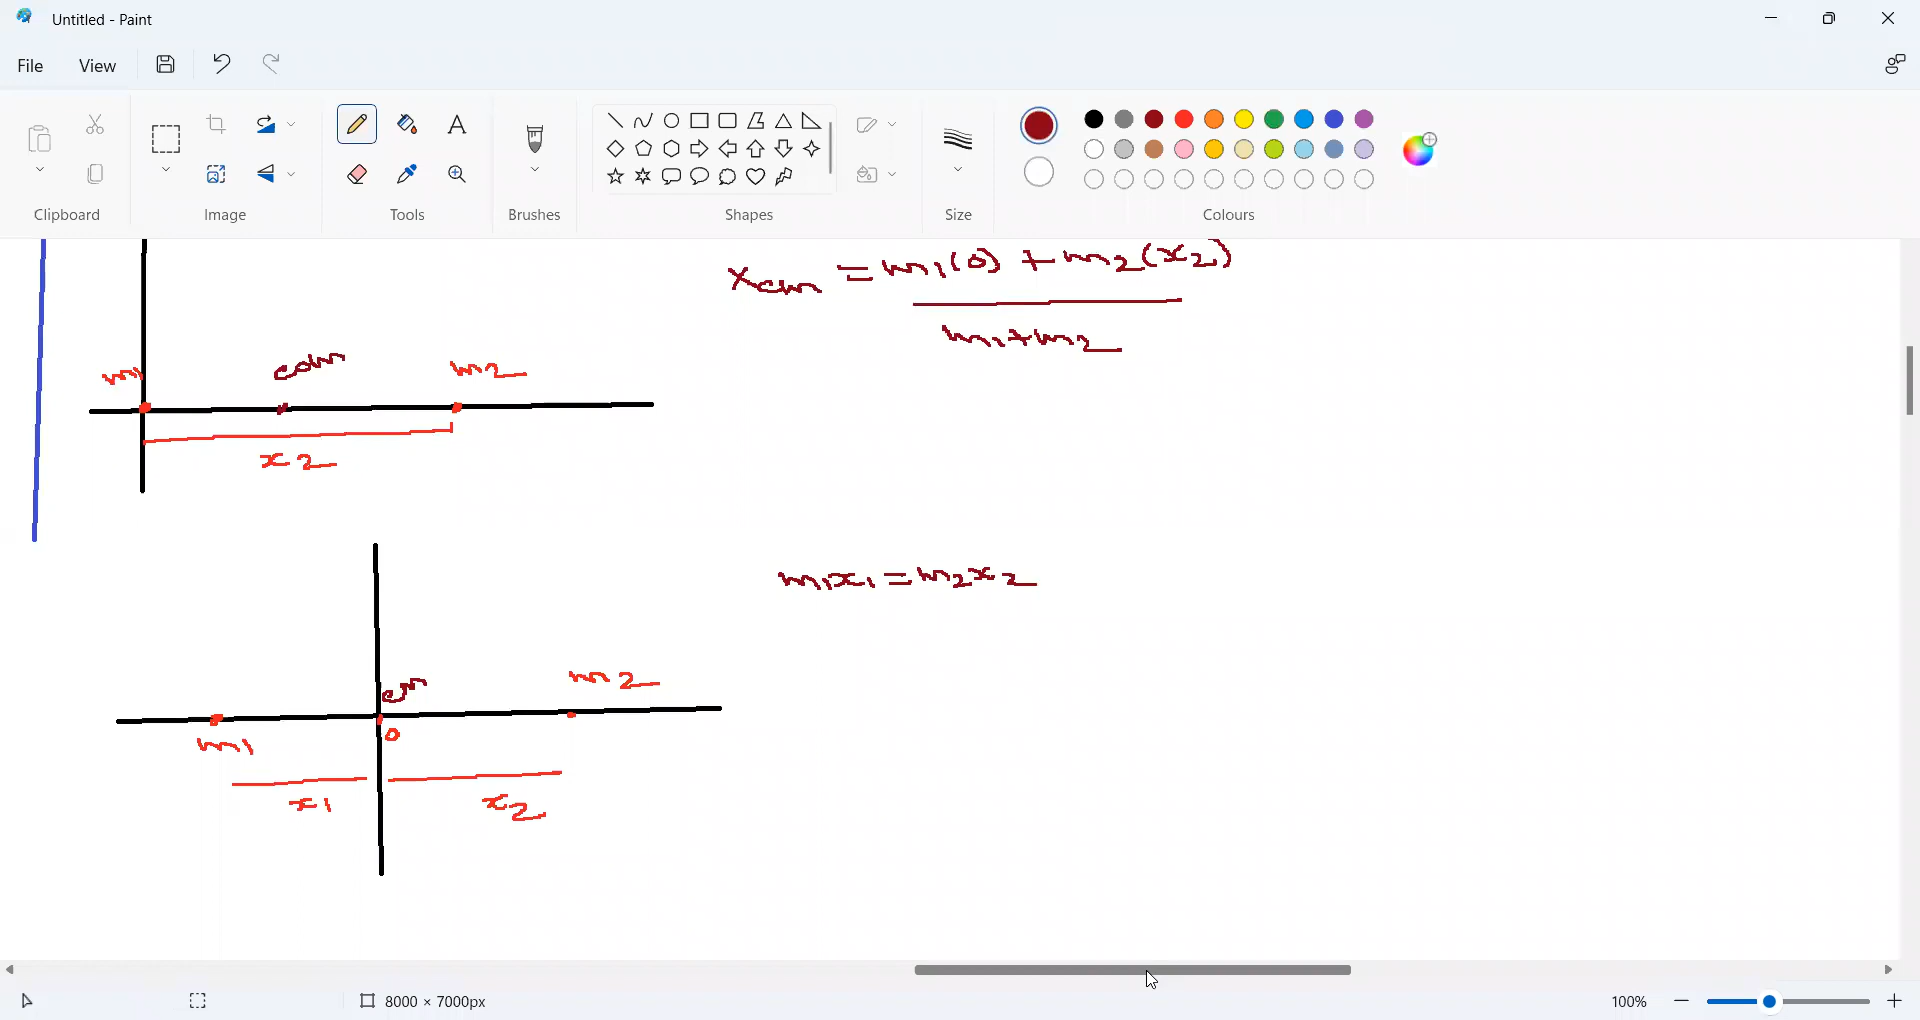 Untitled - Paint
File View
Clipboard Image Tools Brushes Shapes Size Colours
xcm = m1(0) + m2(x2)
m1+m2
m1 com m2
x2
m1x1 = m2x2
cm m2
m1 0
x1 x2
8000 × 7000px 100%